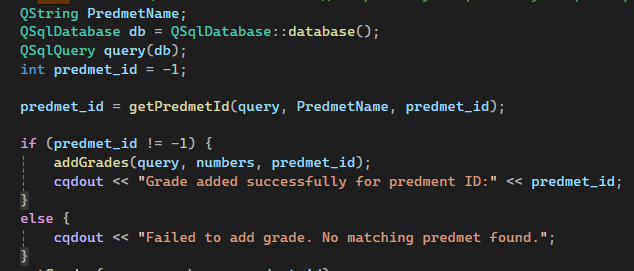 QString PredmetName;
QSqlDatabase db = QSqlDatabase::database();
QSqlQuery query(db);
int predmet_id = -1;
predmet_id = getPredmetId(query, PredmetName, predmet_id);
if (predmet_id != -1) {
addGrades(query, numbers, predmet_id);
cqdout << "Grade added successfully for predment ID:" << predmet_id;
}
else {
cqdout << "Failed to add grade. No matching predmet found.";
}